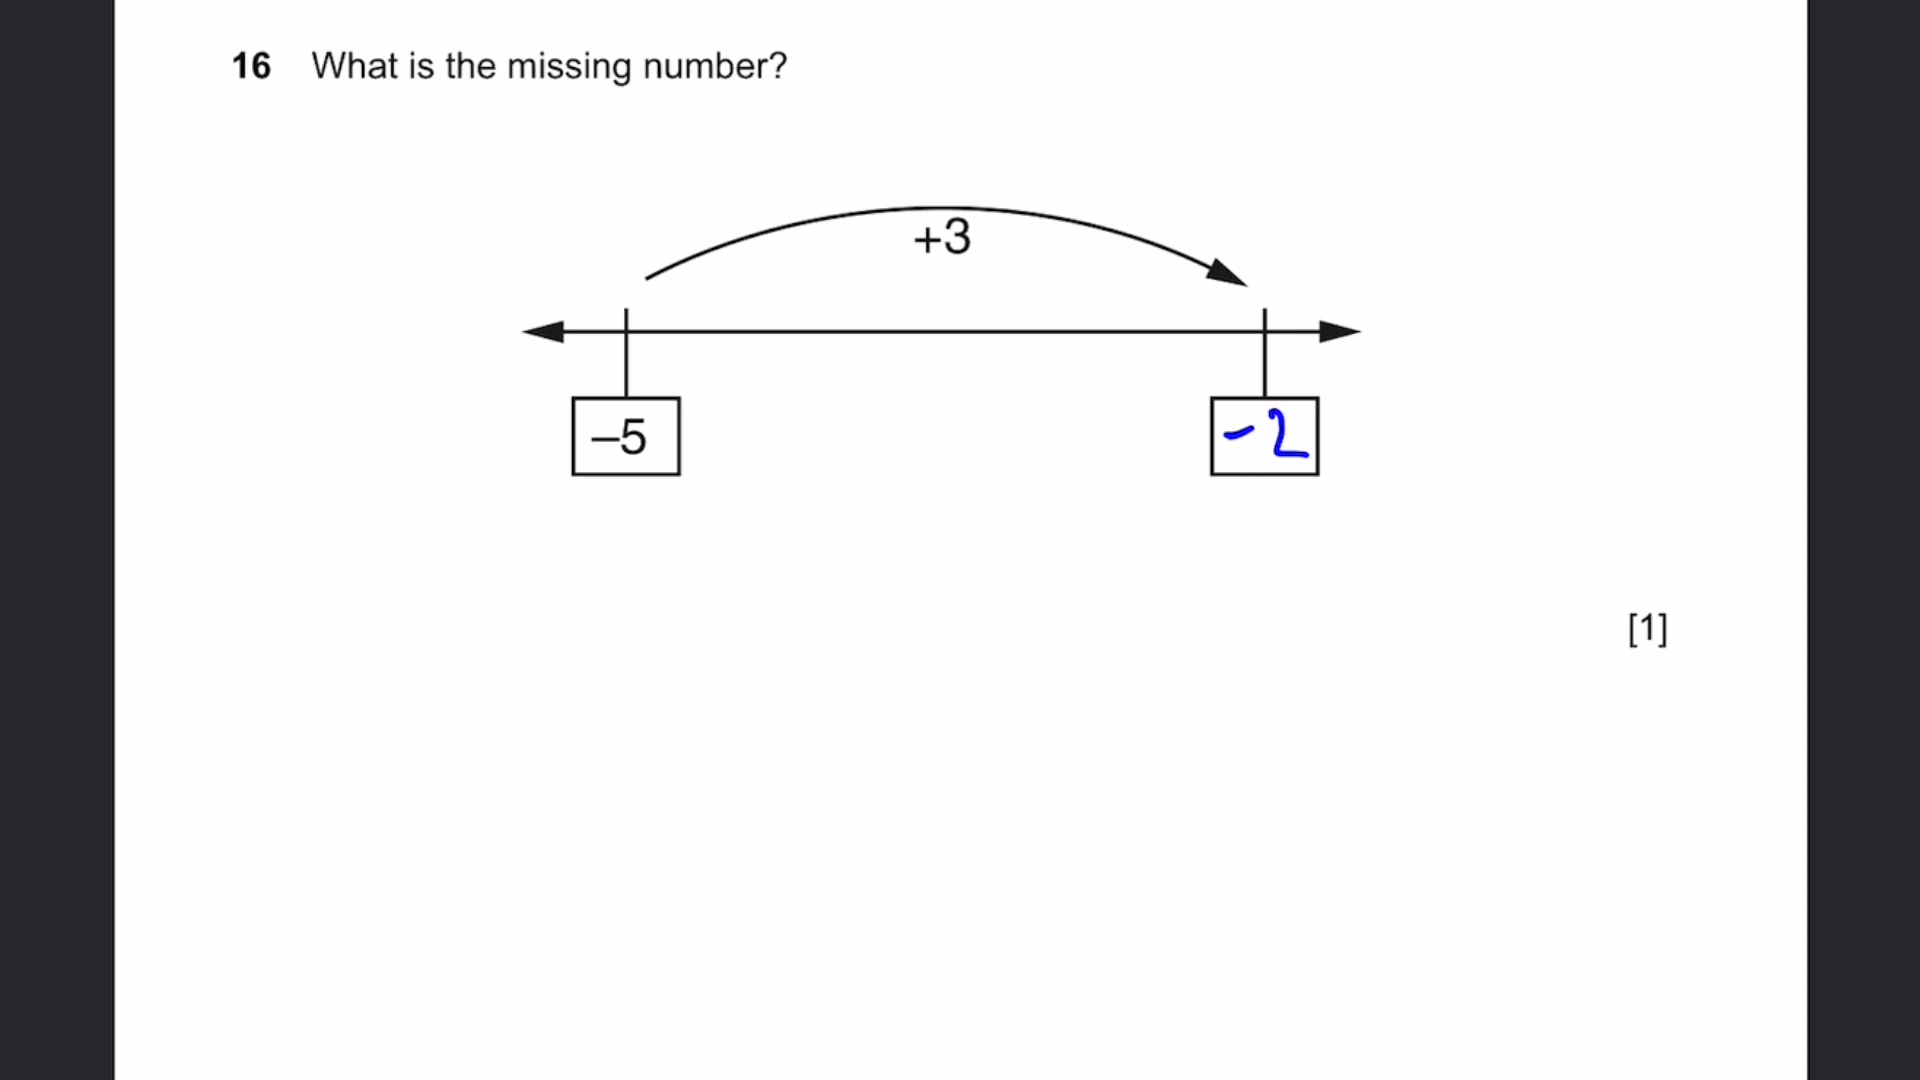 16 What is the missing number?
+3
–5
-2
[1]